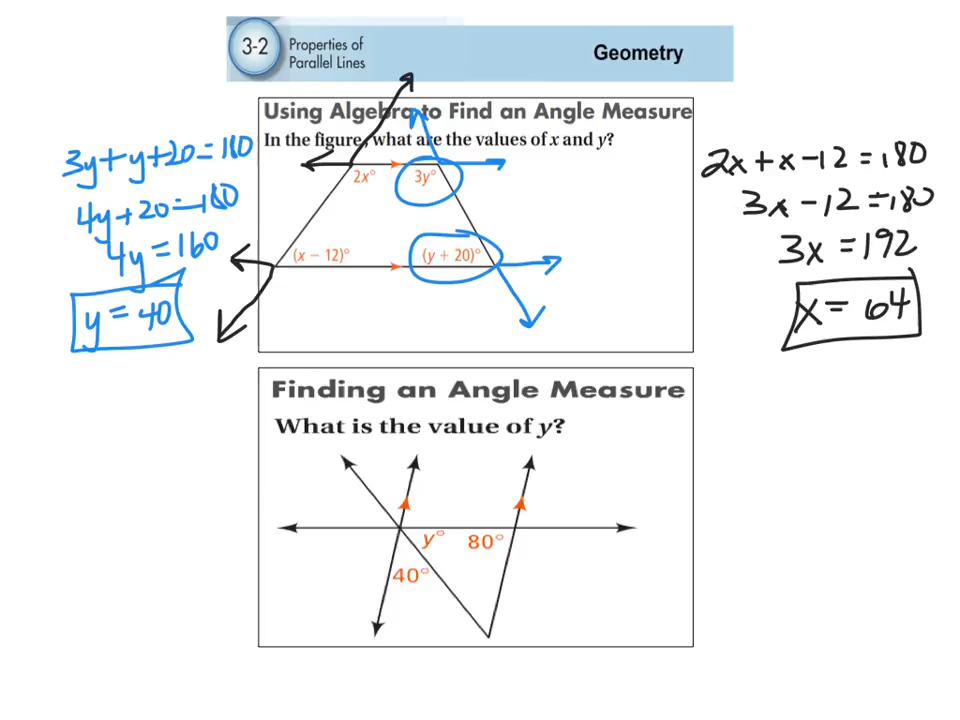 3-2
Properties of
Parallel Lines
Geometry
Using Algebra to Find an Angle Measure
In the figure, what are the values of x and y?
2x°
3y°
(x − 12)°
(y + 20)°
3y+y+20=180
4y+20=180
4y=160
y=40
2x+x-12=180
3x-12=180
3x=192
x=64
Finding an Angle Measure
What is the value of y?
y°
80°
40°